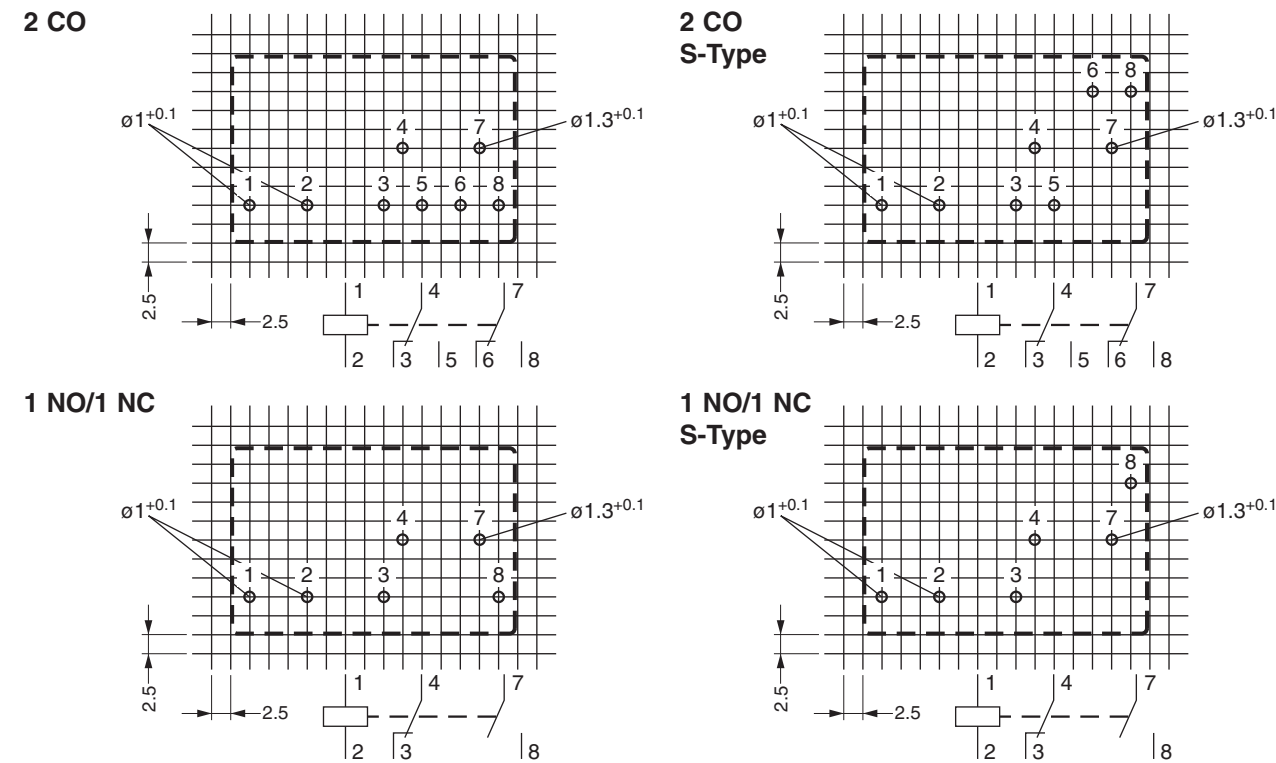 2 CO
4 7
ø1+0.1
ø1.3+0.1
1 2 3 5 6 8
2.5
2.5
1 4 7
2 3 5 6 8
2 CO
S-Type
6 8
4 7
ø1+0.1
ø1.3+0.1
1 2 3 5
2.5
2.5
1 4 7
2 3 5 6 8
1 NO/1 NC
4 7
ø1+0.1
ø1.3+0.1
1 2 3 8
2.5
2.5
1 4 7
2 3 8
1 NO/1 NC
S-Type
8
4 7
ø1+0.1
ø1.3+0.1
1 2 3
2.5
2.5
1 4 7
2 3 8